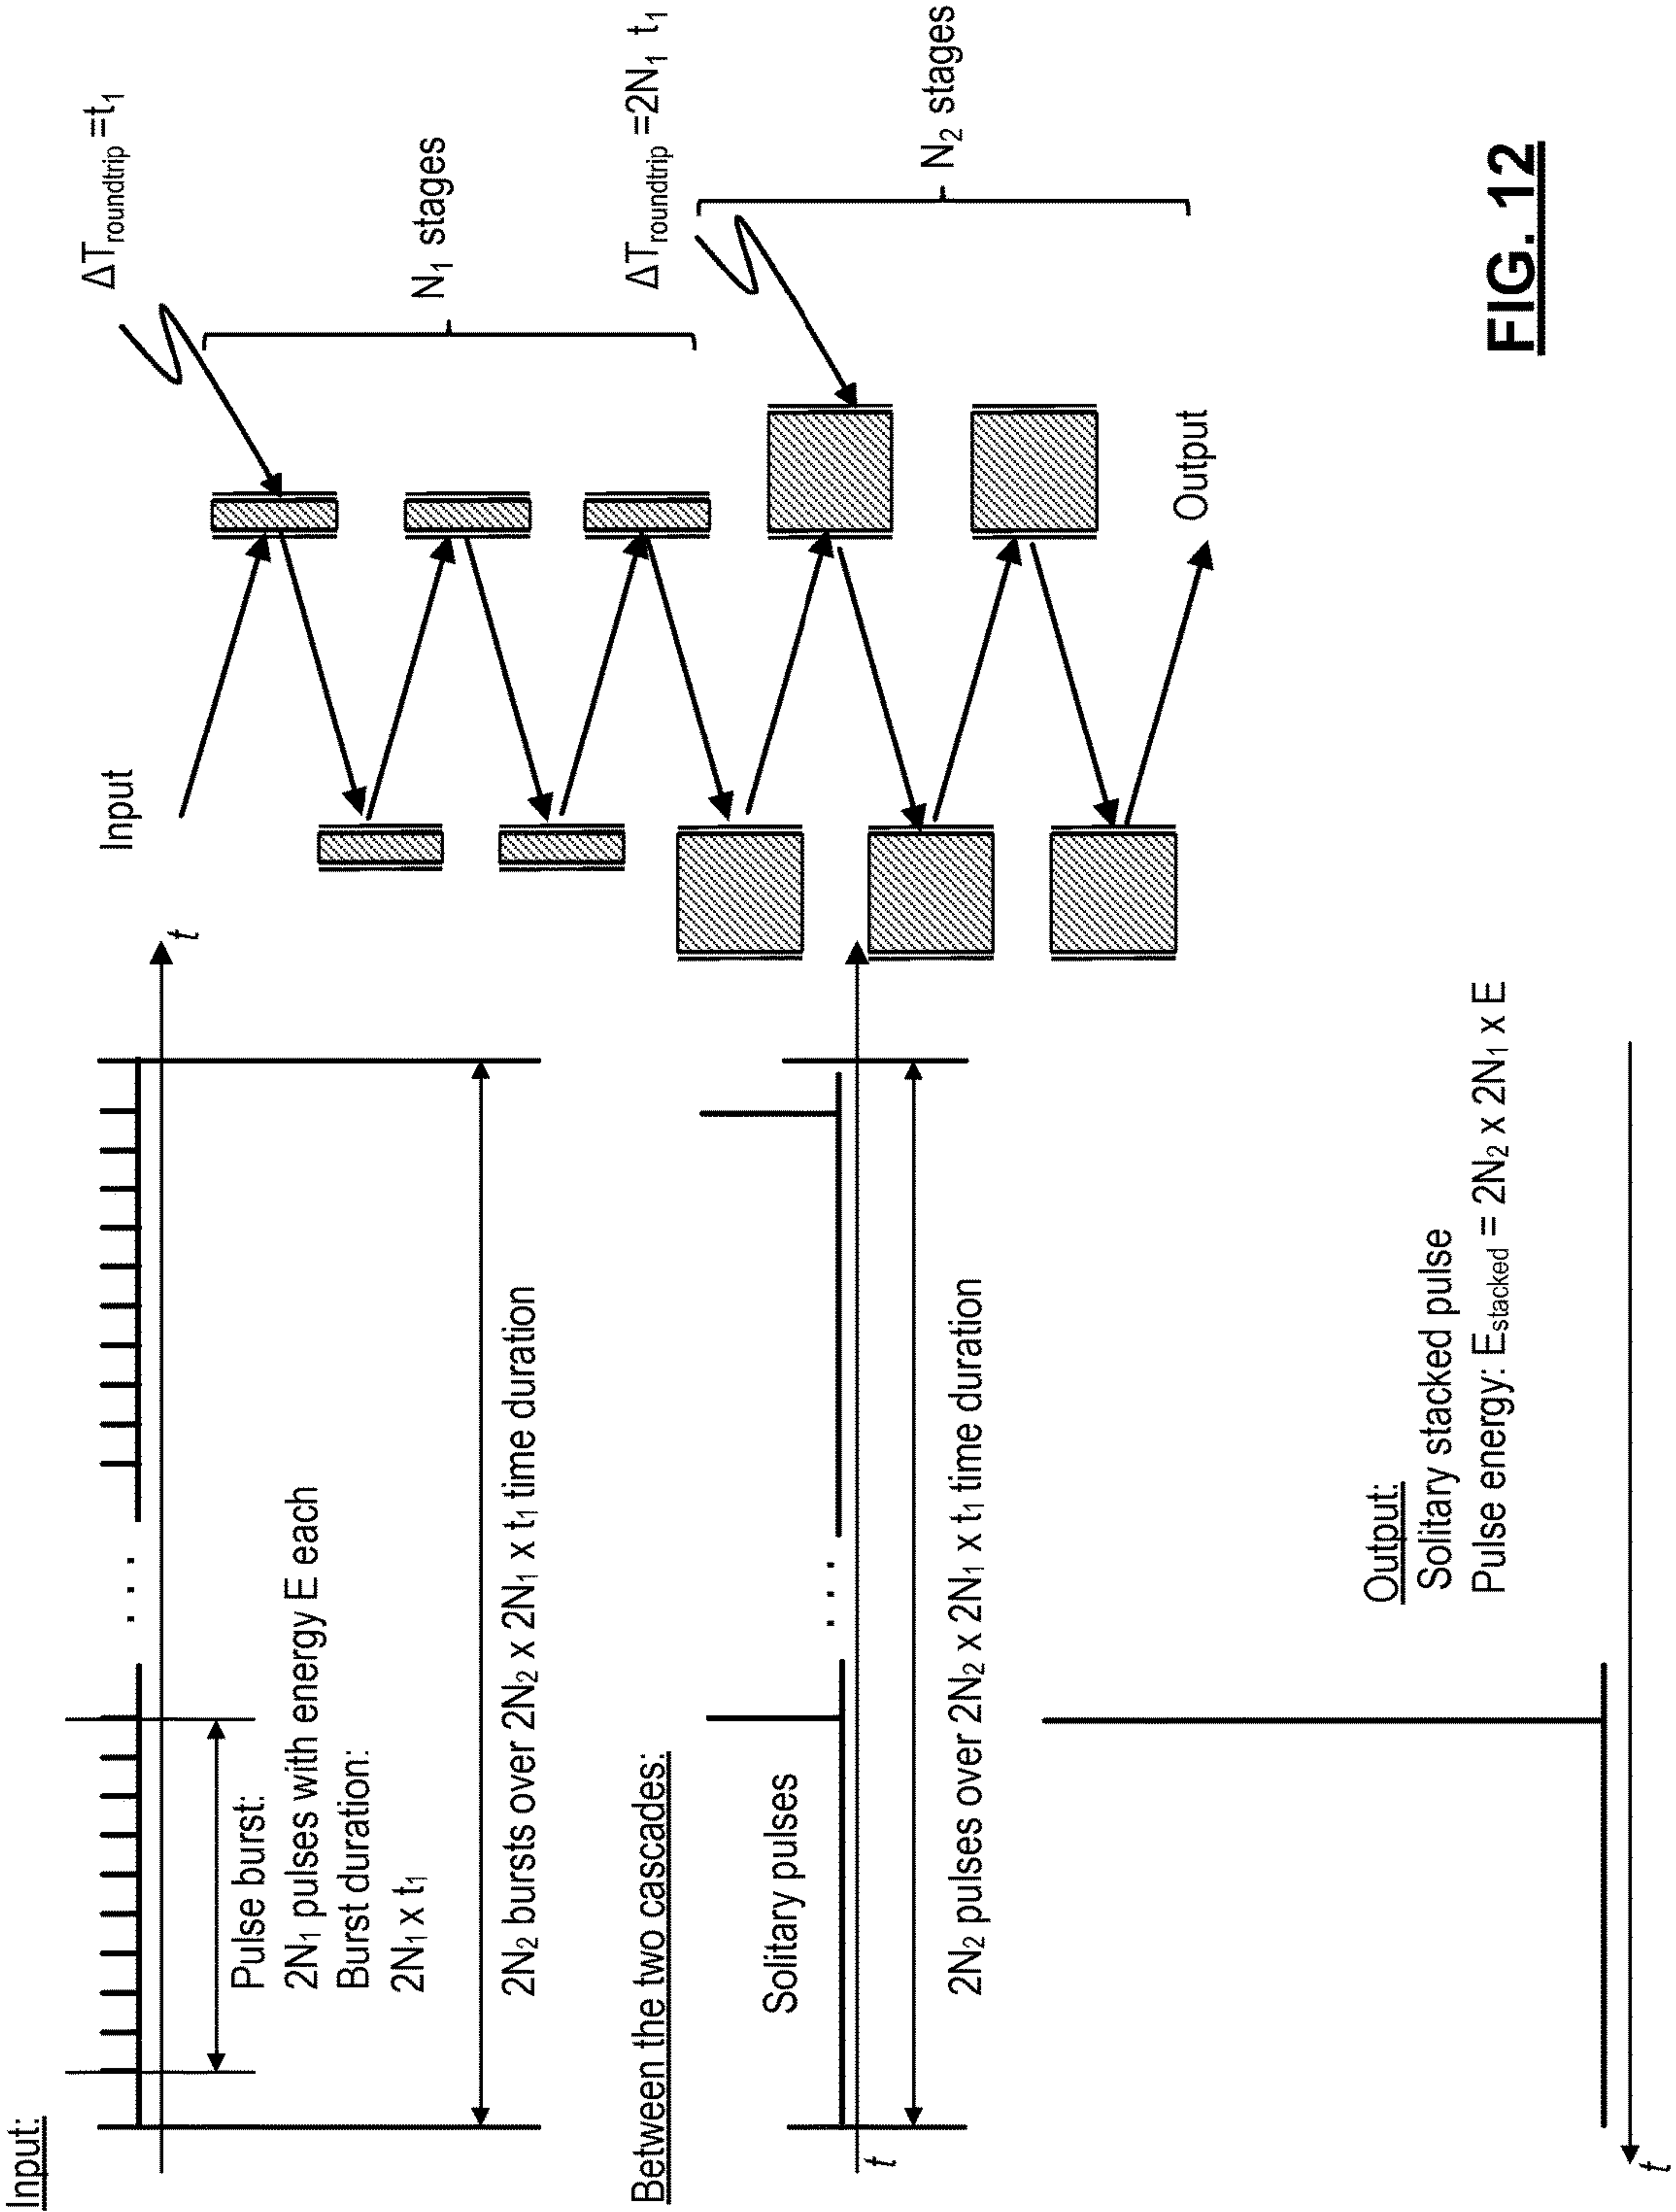 Input:
t
Pulse burst:
2N₁ pulses with energy E each
Burst duration:
2N₁ x t₁
2N₂ bursts over 2N₂ x 2N₁ x t₁ time duration
. . .
Between the two cascades:
Solitary pulses
. . .
t
2N₂ pulses over 2N₂ x 2N₁ x t₁ time duration
Output:
Solitary stacked pulse
Pulse energy: E_stacked = 2N₂ x 2N₁ x E
t
Input
ΔT_roundtrip =t₁
N₁ stages
ΔT_roundtrip =2N₁ t₁
N₂ stages
Output
FIG. 12